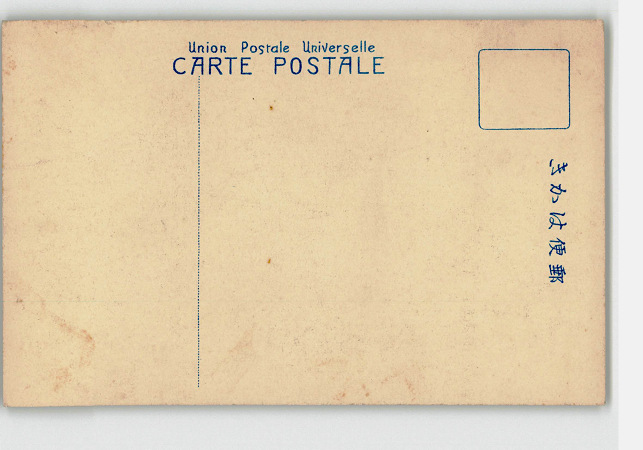 Union Postale Universelle
CARTE POSTALE
きかは便郵